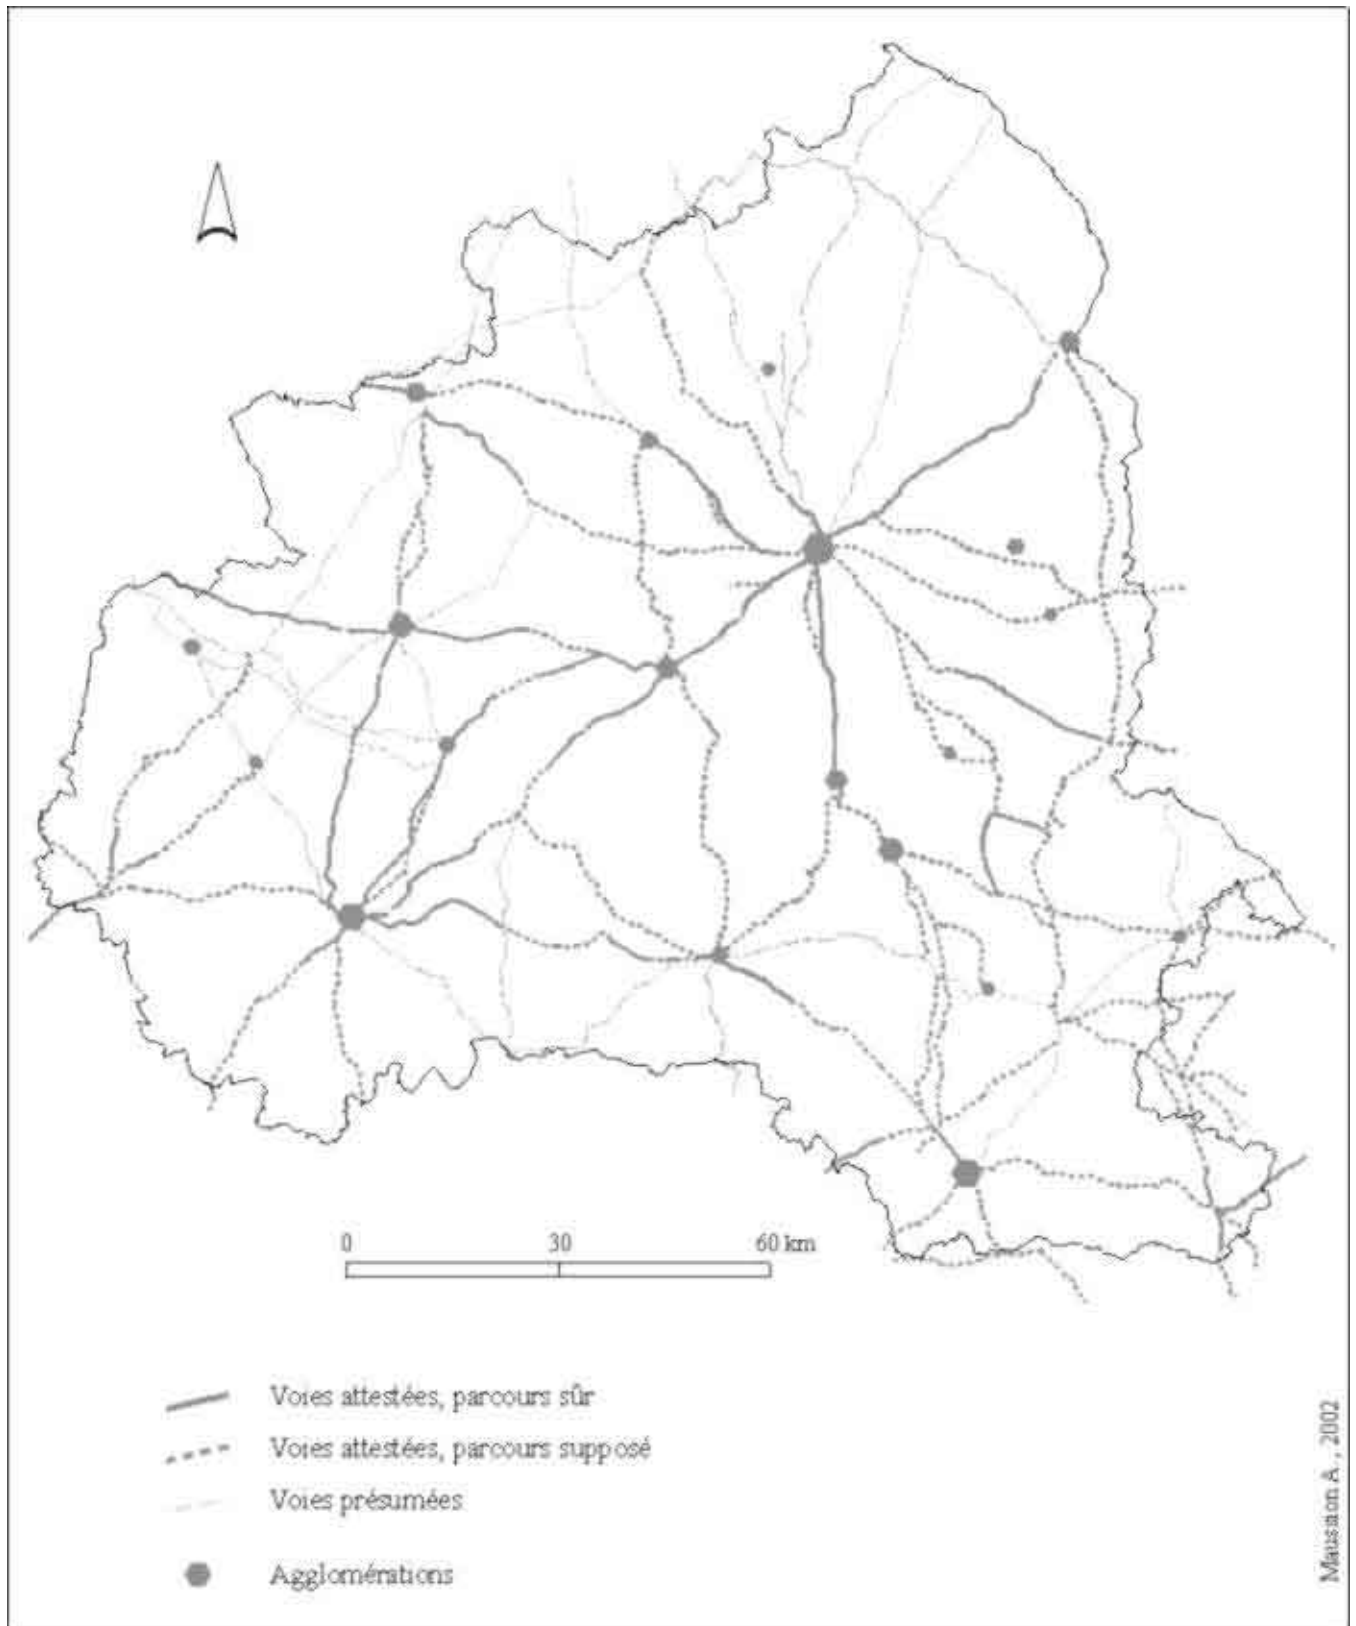 0 30 60 km
Voies attestées, parcours sûr
Voies attestées, parcours supposé
Voies présumées
Agglomérations
Maussion A., 2002